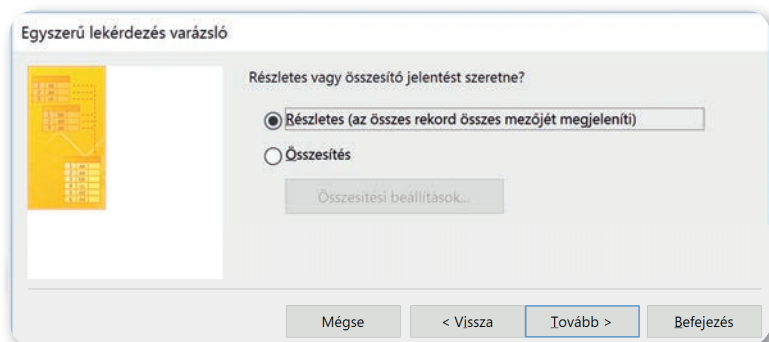 Egyszerű lekérdezés varázsló
Részletes vagy összesítő jelentést szeretne?
Részletes (az összes rekord összes mezőjét megjeleníti)
Összesítés
Összesítési beállítások...
Mégse
< Vissza
Tovább >
Befejezés